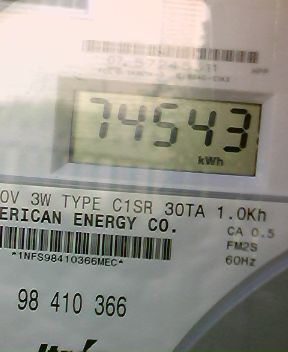 74543
kWh
0V 3W TYPE C1SR 30TA 1.0Kh
ERICAN ENERGY CO.
CA 0.5
FM2S
60Hz
*1NFS98410366MEC*
98 410 366